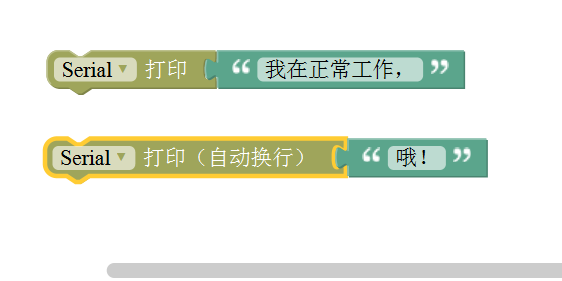 Serial 打印 “ 我在正常工作， ”
Serial 打印（自动换行） “ 哦！ ”